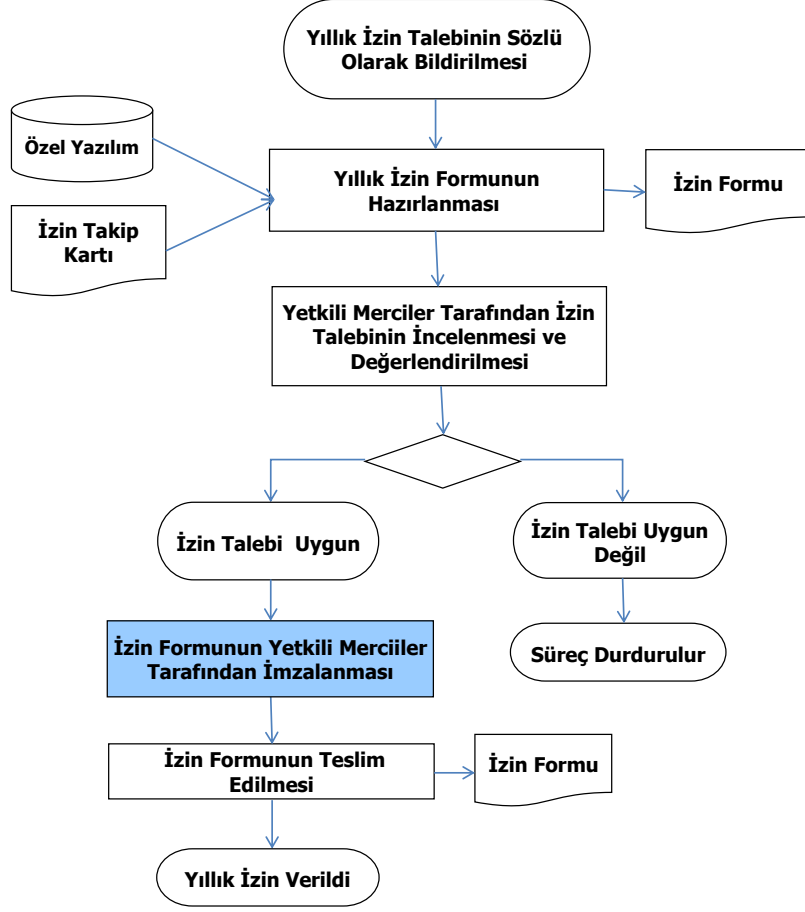 Yıllık İzin Talebinin Sözlü
Olarak Bildirilmesi
Özel Yazılım
Yıllık İzin Formunun
Hazırlanması
İzin Formu
İzin Takip
Kartı
Yetkili Merciler Tarafından İzin
Talebinin İncelenmesi ve
Değerlendirilmesi
İzin Talebi Uygun
İzin Talebi Uygun
Değil
İzin Formunun Yetkili Merciiler
Tarafından İmzalanması
Süreç Durdurulur
İzin Formunun Teslim
Edilmesi
İzin Formu
Yıllık İzin Verildi